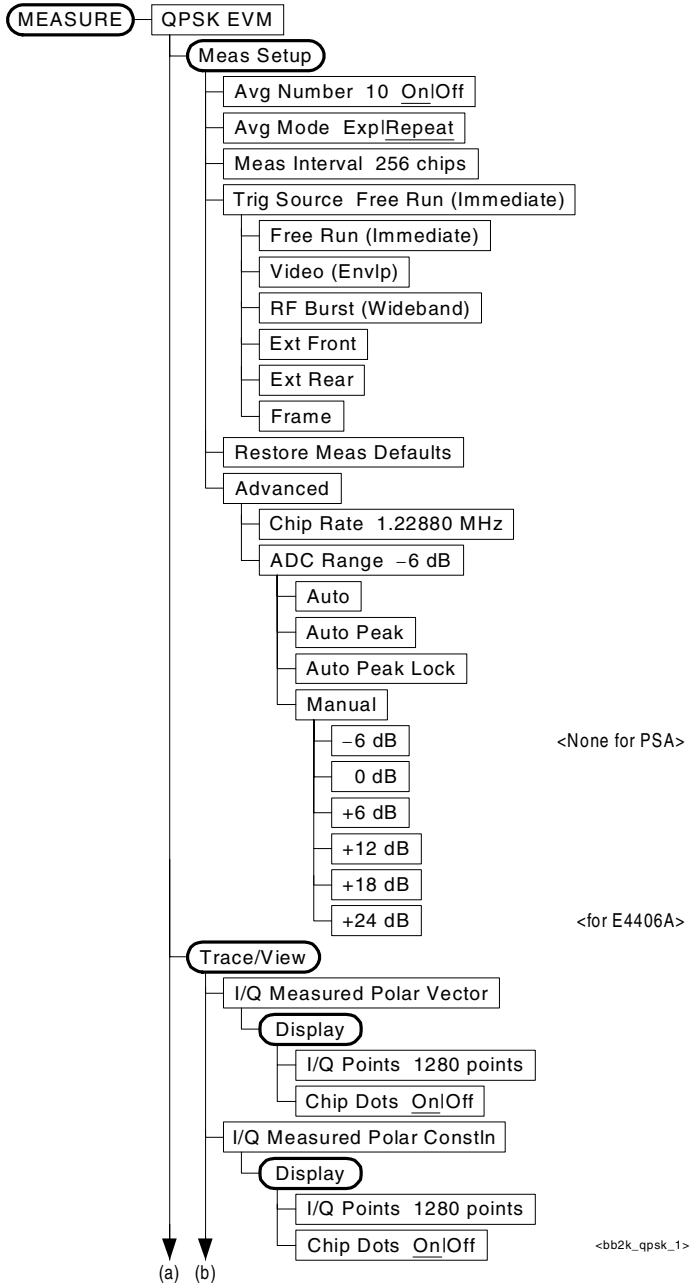 MEASURE QPSK EVM
Meas Setup
Avg Number 10 On|Off
Avg Mode Exp|Repeat
Meas Interval 256 chips
Trig Source Free Run (Immediate)
Free Run (Immediate)
Video (Envlp)
RF Burst (Wideband)
Ext Front
Ext Rear
Frame
Restore Meas Defaults
Advanced
Chip Rate 1.22880 MHz
ADC Range −6 dB
Auto
Auto Peak
Auto Peak Lock
Manual
−6 dB <None for PSA>
0 dB
+6 dB
+12 dB
+18 dB
+24 dB <for E4406A>
Trace/View
I/Q Measured Polar Vector
Display
I/Q Points 1280 points
Chip Dots On|Off
I/Q Measured Polar Constln
Display
I/Q Points 1280 points
Chip Dots On|Off <bb2k_qpsk_1>
(a) (b)